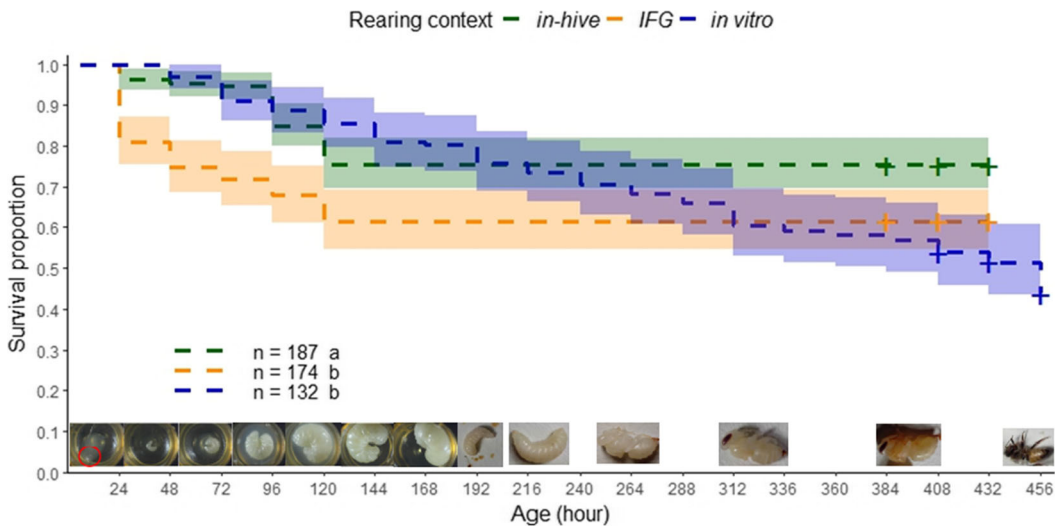 Rearing context in-hive IFG in vitro
Survival proportion
1.0
0.9
0.8
0.7
0.6
0.5
0.4
0.3
0.2
0.1
0.0
n = 187 a
n = 174 b
n = 132 b
24 48 72 96 120 144 168 192 216 240 264 288 312 336 360 384 408 432 456
Age (hour)